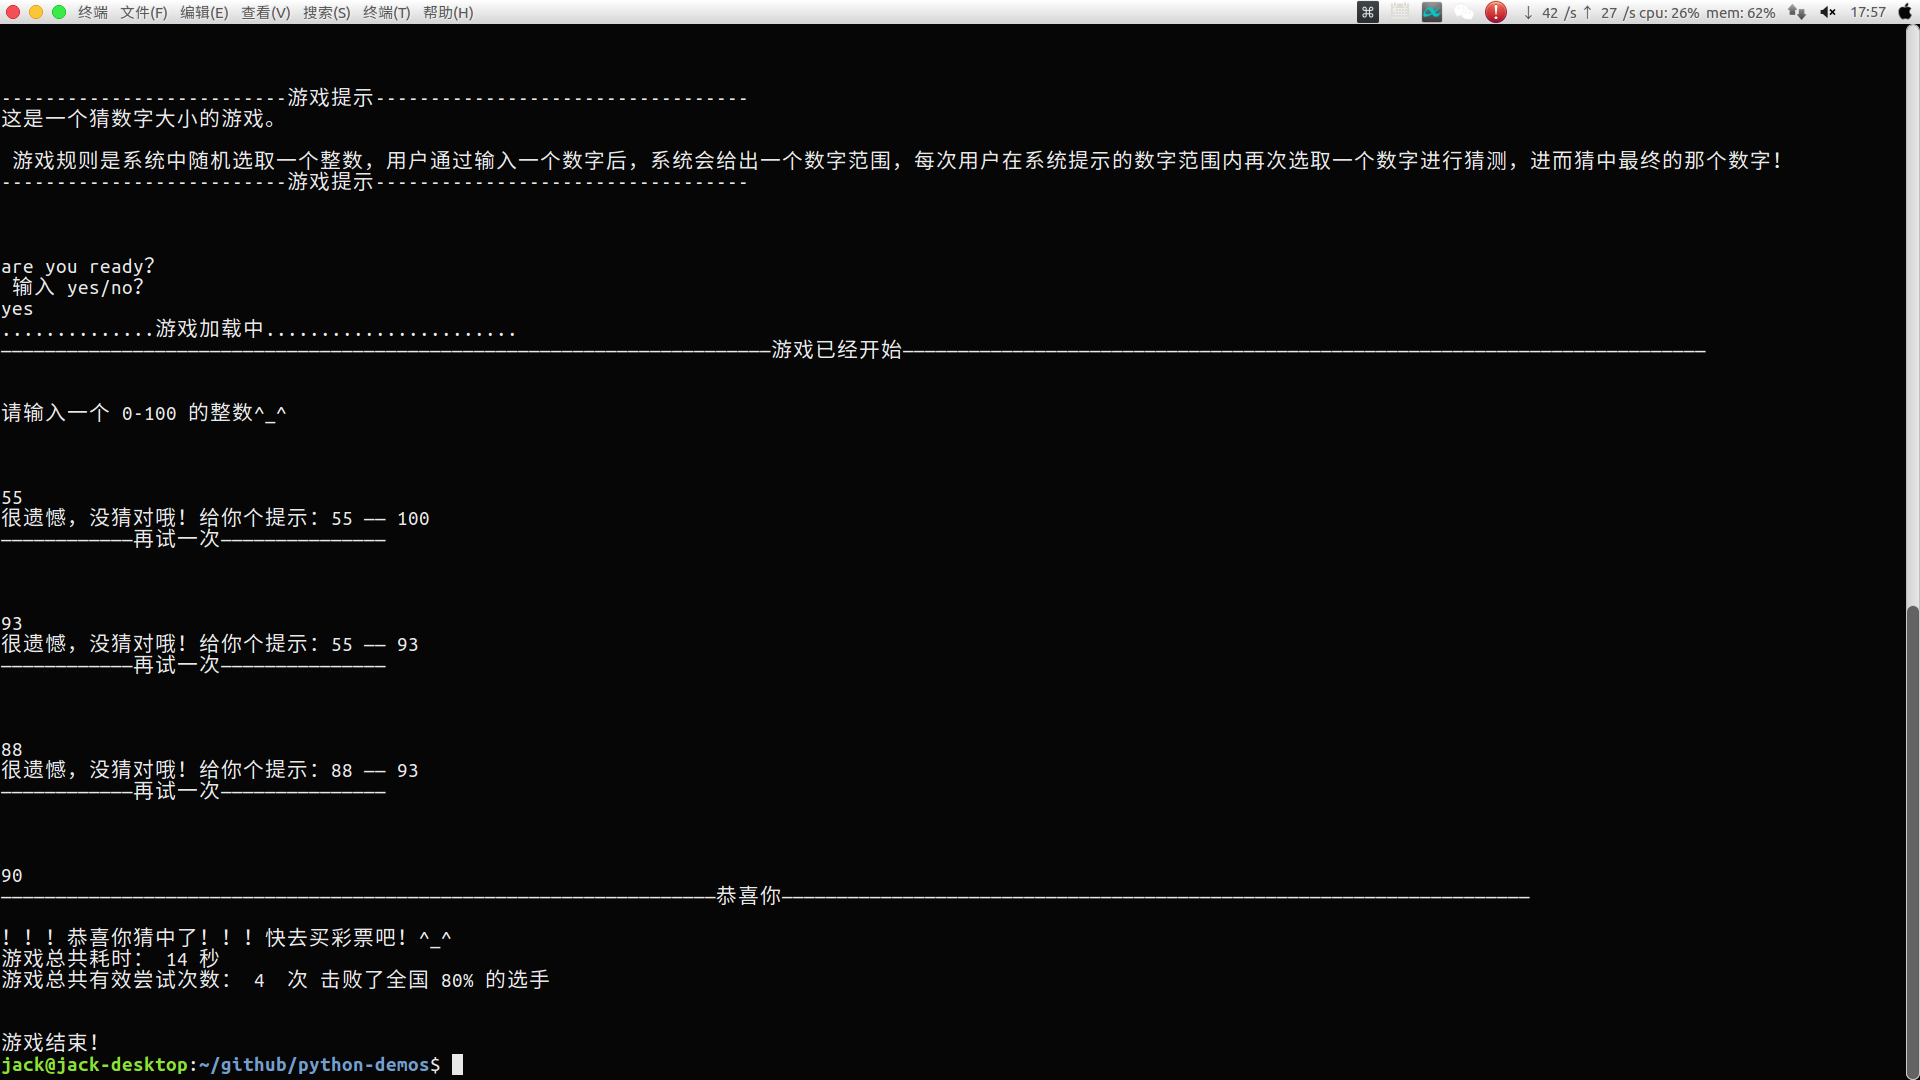 终端 文件(F) 编辑(E) 查看(V) 搜索(S) 终端(T) 帮助(H) ↓ 42 /s ↑ 27 /s cpu: 26% mem: 62% 17:57
--------------------------游戏提示----------------------------------
这是一个猜数字大小的游戏。
游戏规则是系统中随机选取一个整数，用户通过输入一个数字后，系统会给出一个数字范围，每次用户在系统提示的数字范围内再次选取一个数字进行猜测，进而猜中最终的那个数字！
--------------------------游戏提示----------------------------------
are you ready？
输入 yes/no？
yes
..............游戏加载中.......................
——————————————————————————————————————————————————————————————————————游戏已经开始—————————————————————————————————————————————————————————————————————————
请输入一个 0-100 的整数^_^
55
很遗憾，没猜对哦！给你个提示：55 —— 100
————————————再试一次———————————————
93
很遗憾，没猜对哦！给你个提示：55 —— 93
————————————再试一次———————————————
88
很遗憾，没猜对哦！给你个提示：88 —— 93
————————————再试一次———————————————
90
—————————————————————————————————————————————————————————————————恭喜你————————————————————————————————————————————————————————————————————
！！！恭喜你猜中了！！！快去买彩票吧！^_^
游戏总共耗时： 14 秒
游戏总共有效尝试次数： 4  次 击败了全国 80% 的选手
游戏结束！
jack@jack-desktop:~/github/python-demos$